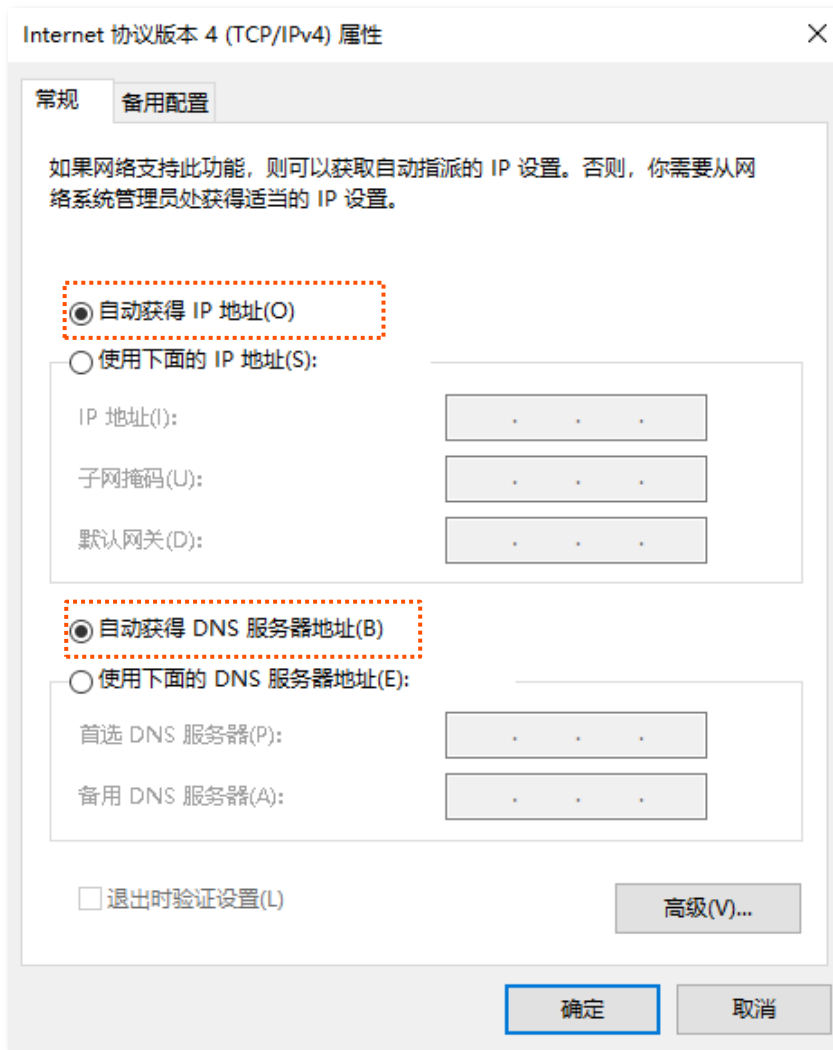 Internet 协议版本 4 (TCP/IPv4) 属性
常规
备用配置
如果网络支持此功能，则可以获取自动指派的 IP 设置。否则，你需要从网
络系统管理员处获得适当的 IP 设置。
自动获得 IP 地址(O)
使用下面的 IP 地址(S):
IP 地址(I):
子网掩码(U):
默认网关(D):
自动获得 DNS 服务器地址(B)
使用下面的 DNS 服务器地址(E):
首选 DNS 服务器(P):
备用 DNS 服务器(A):
退出时验证设置(L)
高级(V)...
确定
取消